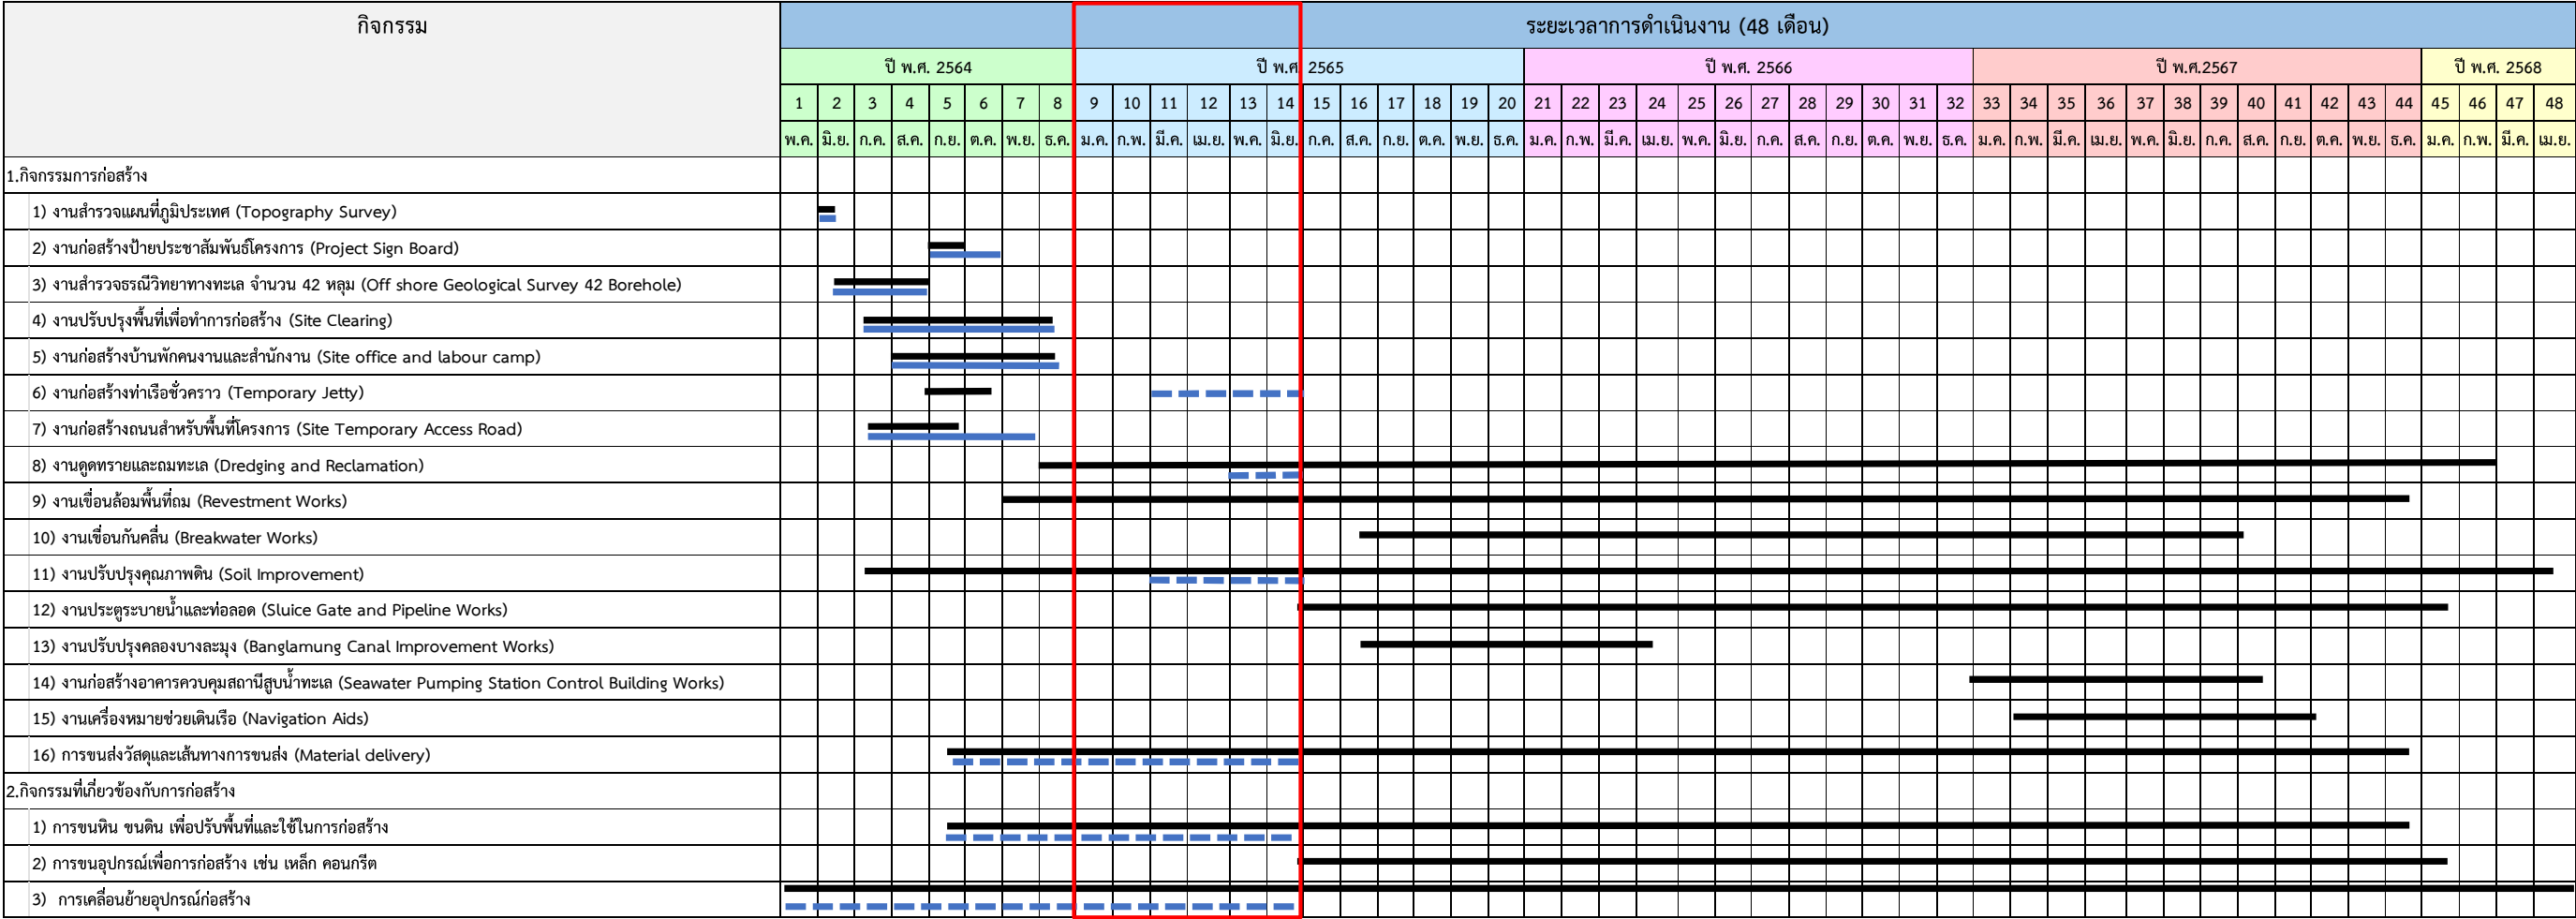 กิจกรรม
ระยะเวลาการดำเนินงาน (48 เดือน)
ปี พ.ศ. 2564 ปี พ.ศ. 2565 ปี พ.ศ. 2566 ปี พ.ศ.2567 ปี พ.ศ. 2568
1 2 3 4 5 6 7 8 9 10 11 12 13 14 15 16 17 18 19 20 21 22 23 24 25 26 27 28 29 30 31 32 33 34 35 36 37 38 39 40 41 42 43 44 45 46 47 48
พ.ค. มิ.ย. ก.ค. ส.ค. ก.ย. ต.ค. พ.ย. ธ.ค. ม.ค. ก.พ. มี.ค. เม.ย. พ.ค. มิ.ย. ก.ค. ส.ค. ก.ย. ต.ค. พ.ย. ธ.ค. ม.ค. ก.พ. มี.ค. เม.ย. พ.ค. มิ.ย. ก.ค. ส.ค. ก.ย. ต.ค. พ.ย. ธ.ค. ม.ค. ก.พ. มี.ค. เม.ย. พ.ค. มิ.ย. ก.ค. ส.ค. ก.ย. ต.ค. พ.ย. ธ.ค. ม.ค. ก.พ. มี.ค. เม.ย.
1.กิจกรรมการก่อสร้าง
1) งานสำรวจแผนที่ภูมิประเทศ (Topography Survey)
2) งานก่อสร้างป้ายประชาสัมพันธ์โครงการ (Project Sign Board)
3) งานสำรวจธรณีวิทยาทางทะเล จำนวน 42 หลุม (Off shore Geological Survey 42 Borehole)
4) งานปรับปรุงพื้นที่เพื่อทำการก่อสร้าง (Site Clearing)
5) งานก่อสร้างบ้านพักคนงานและสำนักงาน (Site office and labour camp)
6) งานก่อสร้างท่าเรือชั่วคราว (Temporary Jetty)
7) งานก่อสร้างถนนสำหรับพื้นที่โครงการ (Site Temporary Access Road)
8) งานดูดทรายและถมทะเล (Dredging and Reclamation)
9) งานเขื่อนล้อมพื้นที่ถม (Revestment Works)
10) งานเขื่อนกันคลื่น (Breakwater Works)
11) งานปรับปรุงคุณภาพดิน (Soil Improvement)
12) งานประตูระบายน้ำและท่อลอด (Sluice Gate and Pipeline Works)
13) งานปรับปรุงคลองบางละมุง (Banglamung Canal Improvement Works)
14) งานก่อสร้างอาคารควบคุมสถานีสูบน้ำทะเล (Seawater Pumping Station Control Building Works)
15) งานเครื่องหมายช่วยเดินเรือ (Navigation Aids)
16) การขนส่งวัสดุและเส้นทางการขนส่ง (Material delivery)
2.กิจกรรมที่เกี่ยวข้องกับการก่อสร้าง
1) การขนหิน ขนดิน เพื่อปรับพื้นที่และใช้ในการก่อสร้าง
2) การขนอุปกรณ์เพื่อการก่อสร้าง เช่น เหล็ก คอนกรีต
3) การเคลื่อนย้ายอุปกรณ์ก่อสร้าง